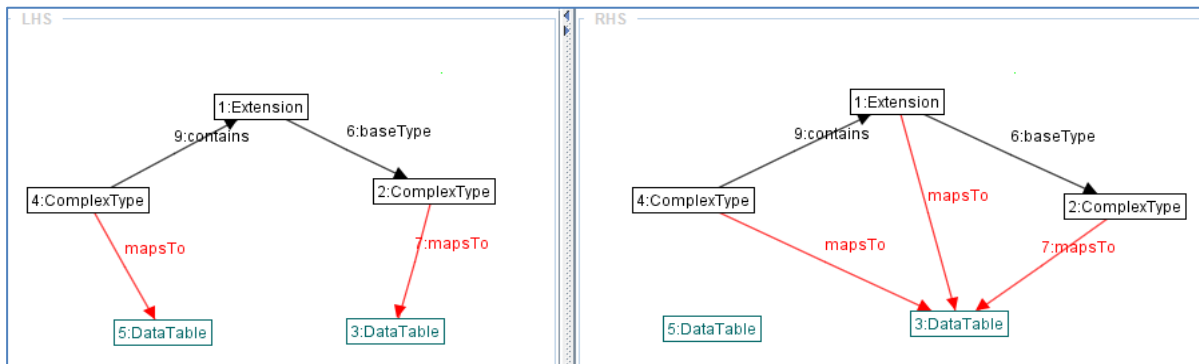 LHS
1:Extension
9:contains
6:baseType
4:ComplexType
2:ComplexType
mapsTo
7:mapsTo
5:DataTable
3:DataTable
RHS
1:Extension
9:contains
6:baseType
4:ComplexType
mapsTo
2:ComplexType
mapsTo
7:mapsTo
5:DataTable
3:DataTable